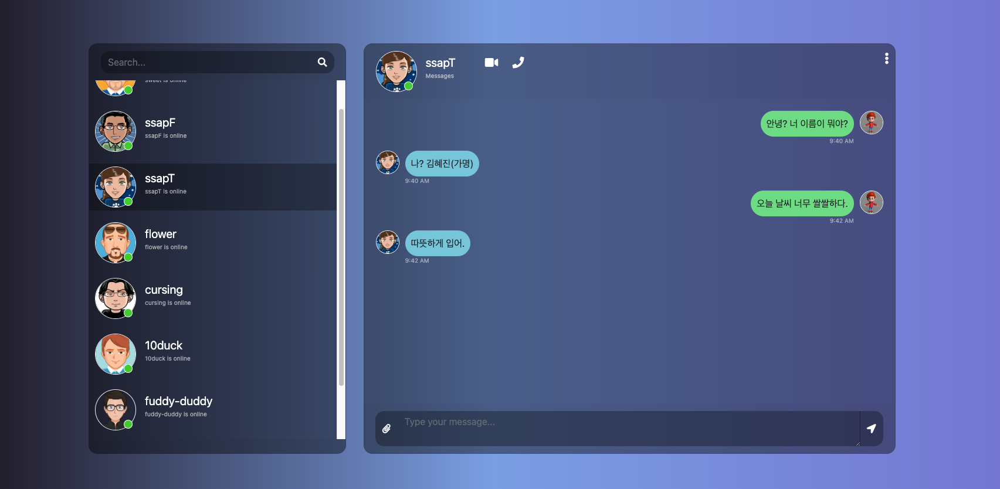 Search...
sweet is online
ssapF
ssapF is online
ssapT
ssapT is online
flower
flower is online
cursing
cursing is online
10duck
10duck is online
fuddy-duddy
fuddy-duddy is online
ssapT
Messages
안녕? 너 이름이 뭐야?
9:40 AM
나? 김혜진(가명)
9:40 AM
오늘 날씨 너무 쌀쌀하다.
9:42 AM
따뜻하게 입어.
9:42 AM
Type your message...